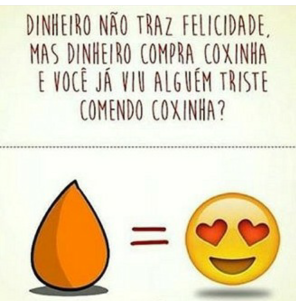 DINHEIRO NÃO TRAZ FELICIDADE,
MAS DINHEIRO COMPRA COXINHA
E VOCÊ JÁ VIU ALGUÉM TRISTE
COMENDO COXINHA?
=